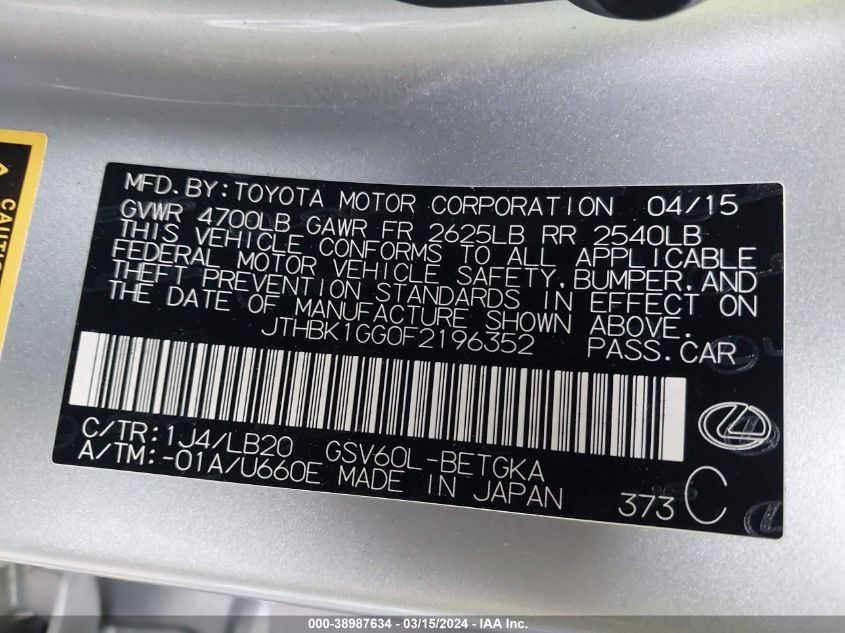 MFD.BY:TOYOTA MOTOR CORPORATION 04/15
GVWR 4700LB GAWR FR 2625LB RR 2540LB
THIS VEHICLE CONFORMS TO ALL APPLICABLE
FEDERAL MOTOR VEHICLE SAFETY,BUMPER,AND
THEFT PREVENTION STANDARDS IN EFFECT ON
THE DATE OF MANUFACTURE SHOWN ABOVE.
JTHBK1GG0F2196352 PASS.CAR
C/TR:1J4/LB20 GSV60L-BETGKA
A/TM:-01A/U660E MADE IN JAPAN
373 C
000-38987634 - 03/15/2024 - IAA Inc.